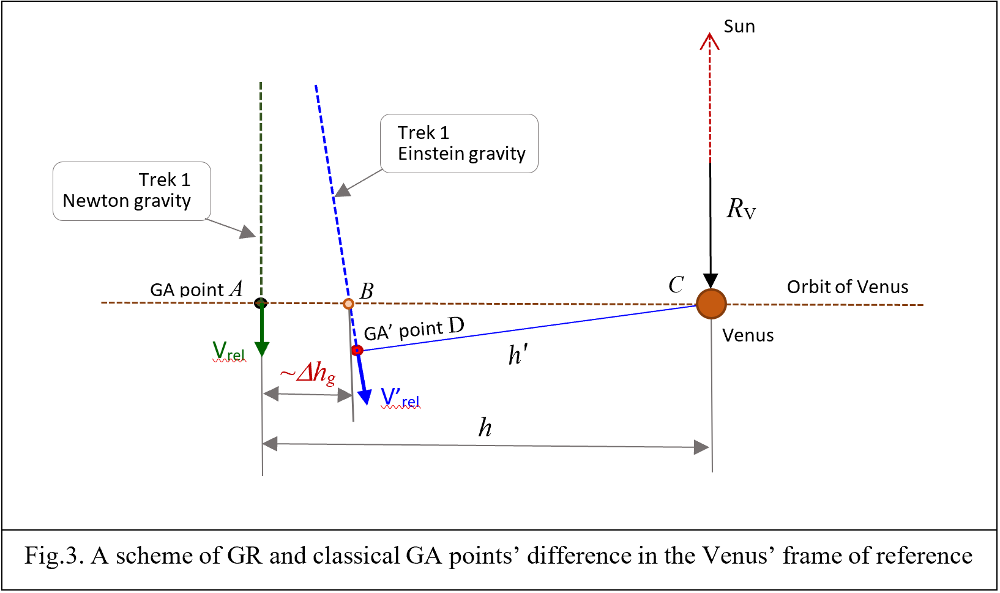 Sun
Trek 1
Einstein gravity
Trek 1
Newton gravity
R_V
GA point A
B
C
Orbit of Venus
GA’ point D
Venus
V_rel
h'
~Δh_g
V’_rel
h
Fig.3. A scheme of GR and classical GA points’ difference in the Venus’ frame of reference